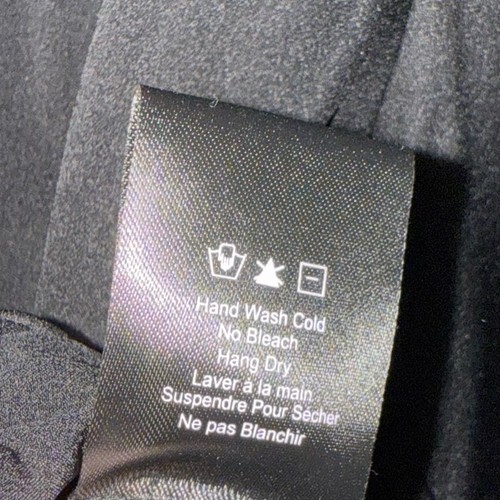 Hand Wash Cold
No Bleach
Hang Dry
Laver à la main
Suspendre Pour Sécher
Ne pas Blanchir